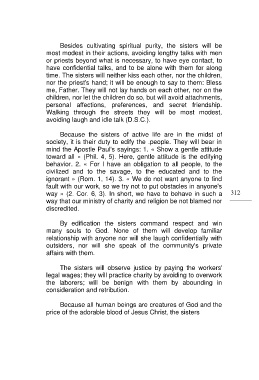 Besides cultivating spiritual purity, the sisters will be
most modest in their actions, avoiding lengthy talks with men
or priests beyond what is necessary, to have eye contact, to
have confidential talks, and to be alone with them for along
time. The sisters will neither kiss each other, nor the children,
nor the priest's hand; it will be enough to say to them: Bless
me, Father. They will not lay hands on each other, nor on the
children, nor let the children do so, but will avoid attachments,
personal affections, preferences, and secret friendship.
Walking through the streets they will be most modest,
avoiding laugh and idle talk (D.S.C.).
Because the sisters of active life are in the midst of
society, it is their duty to edify the .people. They will bear in
mind the Apostle Paul's sayings: 1. « Show a gentle attitude
toward all » (Phil. 4, 5). Here, gentle attitude is the edifying
behavior. 2. « For I have an obligation to all people, to the
civilized and to the savage, to the educated and to the
ignorant » (Rom. 1, 14). 3. « We do not want anyone to find
fault with our work, so we try not to put obstacles in anyone's
way » (2. Cor. 6, 3). In short, we have to behave in such a
way that our ministry of charity and religion be not blamed nor
discredited.
312
By edification the sisters command respect and win
many souls to God. None of them will develop familiar
relationship with anyone nor will she laugh confidentially with
outsiders, nor will she speak of the community's private
affairs with them.
The sisters will observe justice by paying the workers'
legal wages; they will practice charity by avoiding to overwork
the laborers; will be benign with them by abounding in
consideration and retribution.
Because all human beings are creatures of God and the
price of the adorable blood of Jesus Christ, the sisters